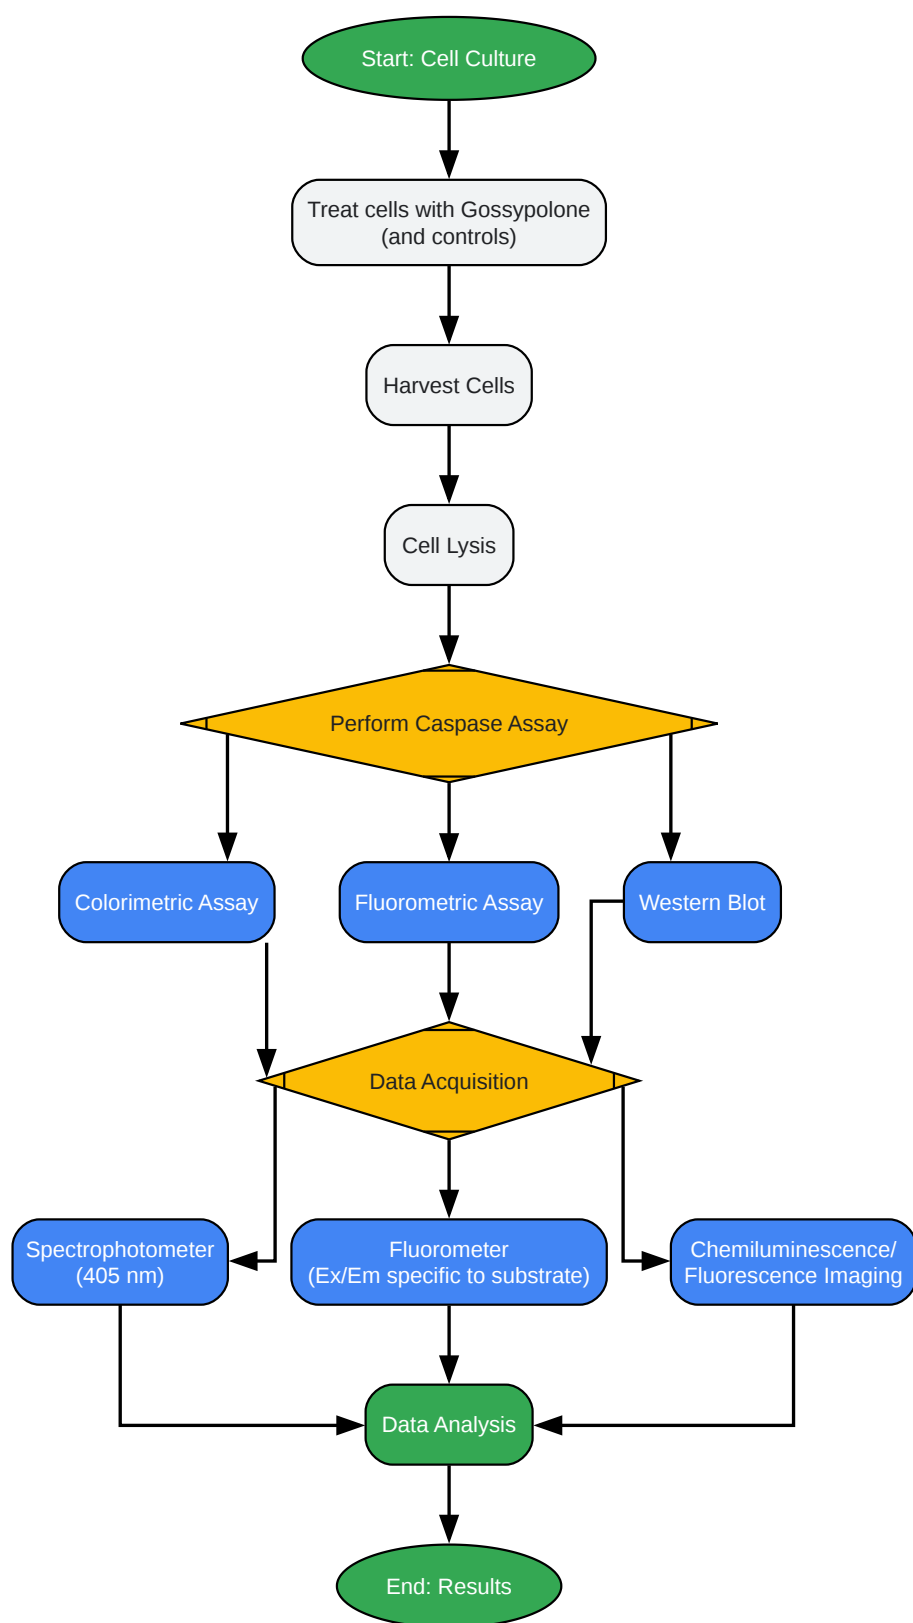 Start: Cell Culture
Treat cells with Gossypolone
(and controls)
Harvest Cells
Cell Lysis
Perform Caspase Assay
Colorimetric Assay
Fluorometric Assay
Western Blot
Data Acquisition
Spectrophotometer
(405 nm)
Fluorometer
(Ex/Em specific to substrate)
Chemiluminescence/
Fluorescence Imaging
Data Analysis
End: Results